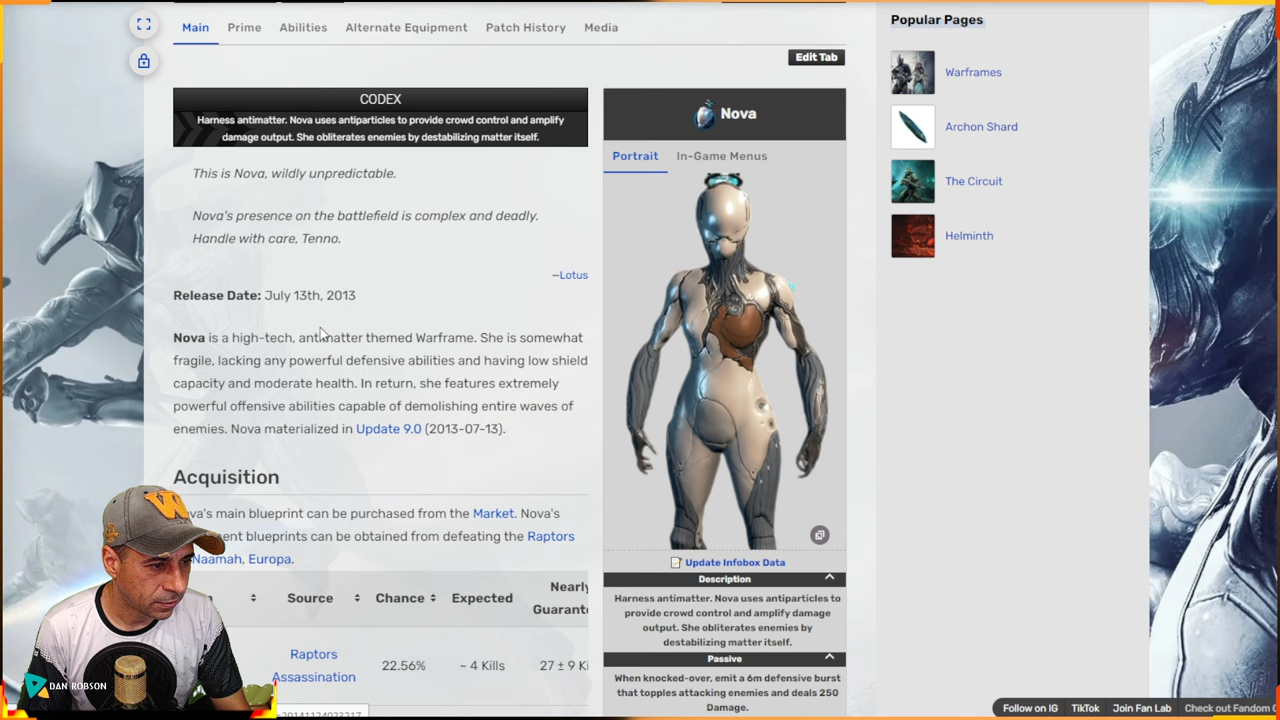 Main Prime Abilities Alternate Equipment Patch History Media
Edit Tab
CODEX
Harness antimatter. Nova uses antiparticles to provide crowd control and amplify
damage output. She obliterates enemies by destabilizing matter itself.
This is Nova, wildly unpredictable.
Nova's presence on the battlefield is complex and deadly.
Handle with care, Tenno.
—Lotus
Release Date: July 13th, 2013
Nova is a high-tech, antimatter themed Warframe. She is somewhat
fragile, lacking any powerful defensive abilities and having low shield
capacity and moderate health. In return, she features extremely
powerful offensive abilities capable of demolishing entire waves of
enemies. Nova materialized in Update 9.0 (2013-07-13).
Acquisition
va's main blueprint can be purchased from the Market. Nova's
ent blueprints can be obtained from defeating the Raptors
Naamah, Europa.
Source Chance Expected Nearly
Guarante
Raptors
Assassination
22.56% ~ 4 Kills 27 ± 9 Ki
Nova
Portrait In-Game Menus
Update Infobox Data
Description
Harness antimatter. Nova uses antiparticles to
provide crowd control and amplify damage
output. She obliterates enemies by
destabilizing matter itself.
Passive
When knocked-over, emit a 6m defensive burst
that topples attacking enemies and deals 250
Damage.
Popular Pages
Warframes
Archon Shard
The Circuit
Helminth
DAN ROBSON
W
Follow on IG TikTok Join Fan Lab Check out Fandom